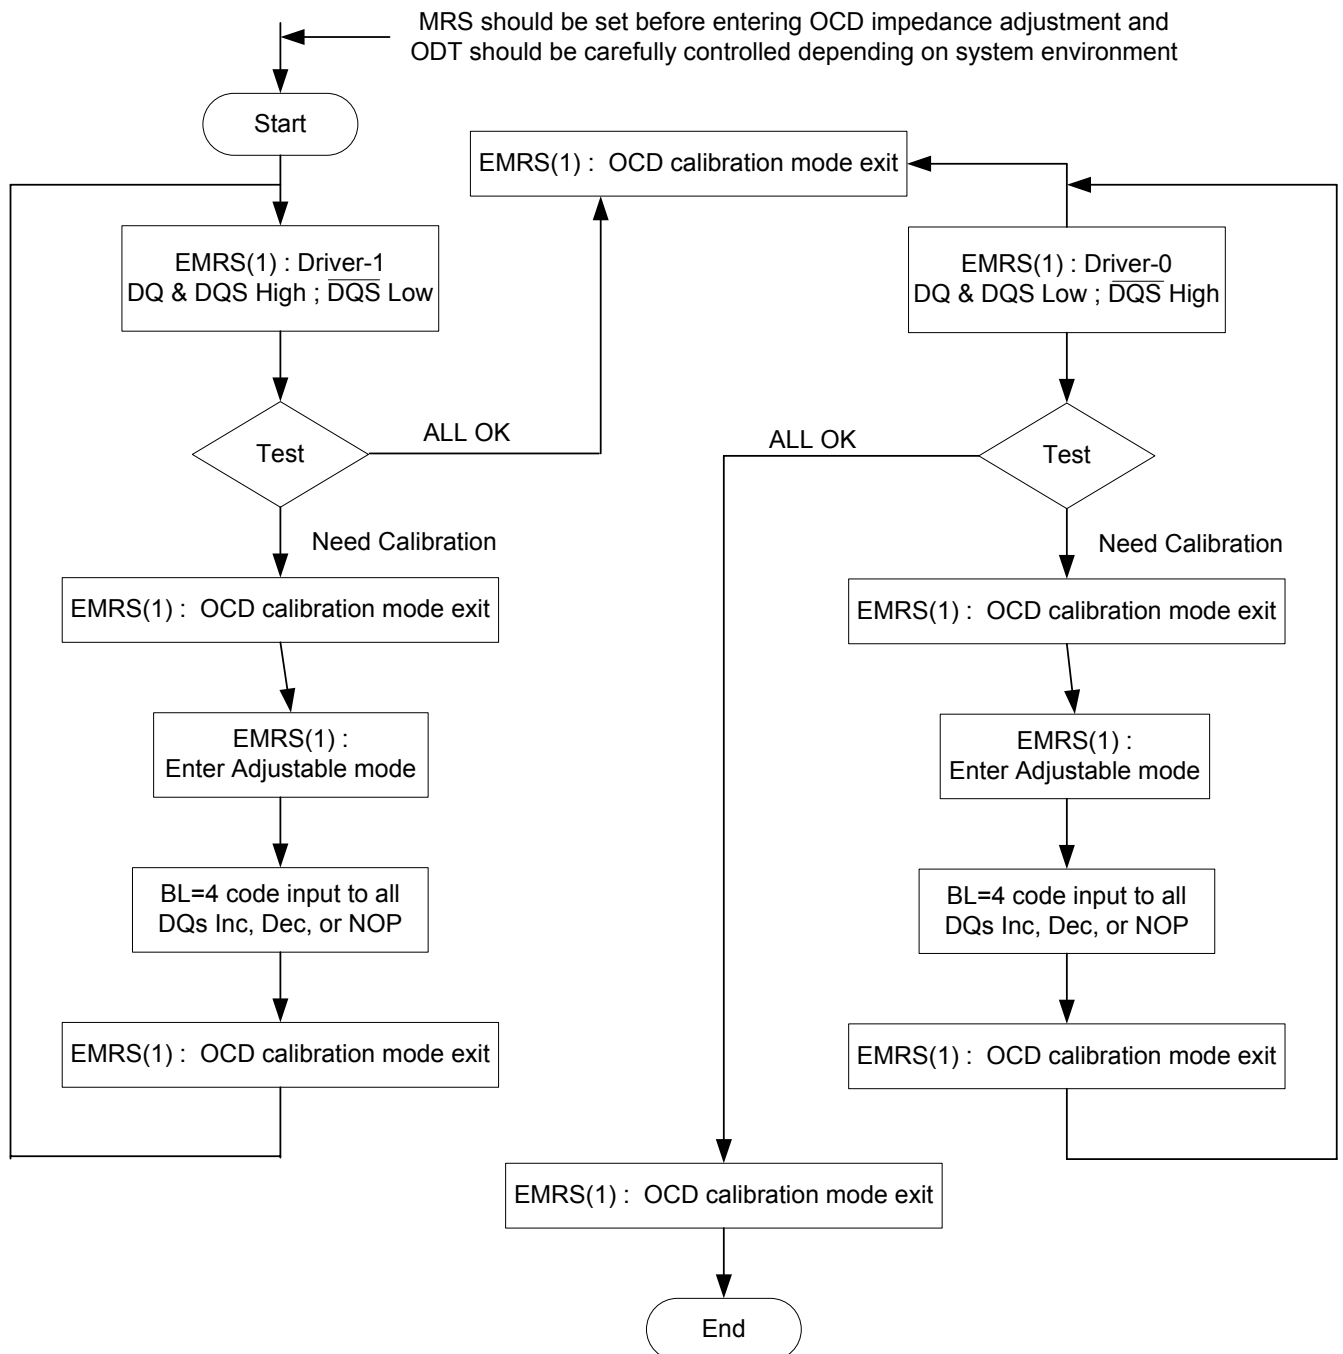 MRS should be set before entering OCD impedance adjustment and
ODT should be carefully controlled depending on system environment
Start
EMRS(1) : OCD calibration mode exit
EMRS(1) : Driver-1
DQ & DQS High ; D̅Q̅S̅ Low
EMRS(1) : Driver-0
DQ & DQS Low ; D̅Q̅S̅ High
Test
ALL OK
ALL OK
Test
Need Calibration
Need Calibration
EMRS(1) : OCD calibration mode exit
EMRS(1) : OCD calibration mode exit
EMRS(1) :
Enter Adjustable mode
EMRS(1) :
Enter Adjustable mode
BL=4 code input to all
DQs Inc, Dec, or NOP
BL=4 code input to all
DQs Inc, Dec, or NOP
EMRS(1) : OCD calibration mode exit
EMRS(1) : OCD calibration mode exit
EMRS(1) : OCD calibration mode exit
End